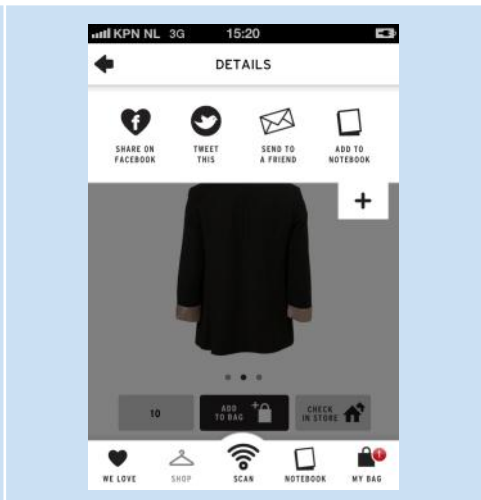 KPN NL 3G 15:20
DETAILS
SHARE ON
FACEBOOK
TWEET
THIS
SEND TO
A FRIEND
ADD TO
NOTEBOOK
+
10
ADD
TO BAG
+
CHECK
IN STORE
WE LOVE
SHOP
SCAN
NOTEBOOK
MY BAG
1